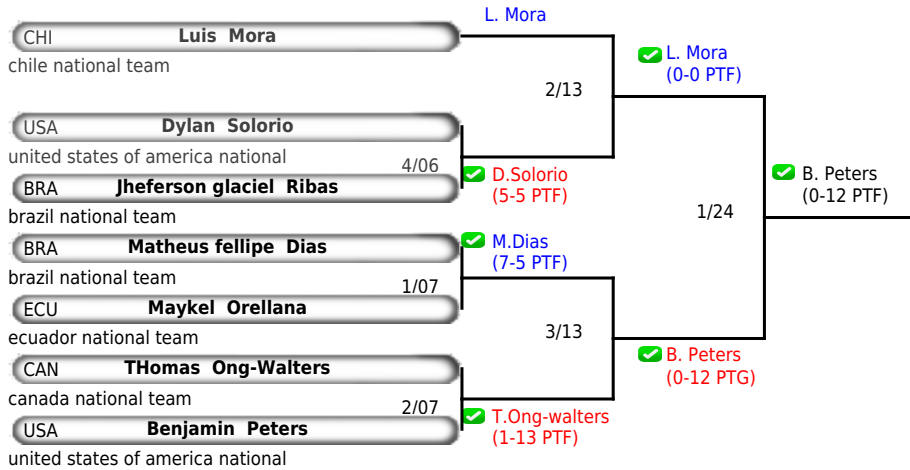 L. Mora
CHI Luis Mora
chile national team
L. Mora
(0-0 PTF)
2/13
USA Dylan Solorio
united states of america national
4/06
D.Solorio
(5-5 PTF)
BRA Jheferson glaciel Ribas
brazil national team
B. Peters
(0-12 PTF)
1/24
BRA Matheus fellipe Dias
brazil national team
M.Dias
(7-5 PTF)
1/07
ECU Maykel Orellana
ecuador national team
3/13
B. Peters
(0-12 PTG)
CAN THomas Ong-Walters
canada national team
2/07
T.Ong-walters
(1-13 PTF)
USA Benjamin Peters
united states of america national